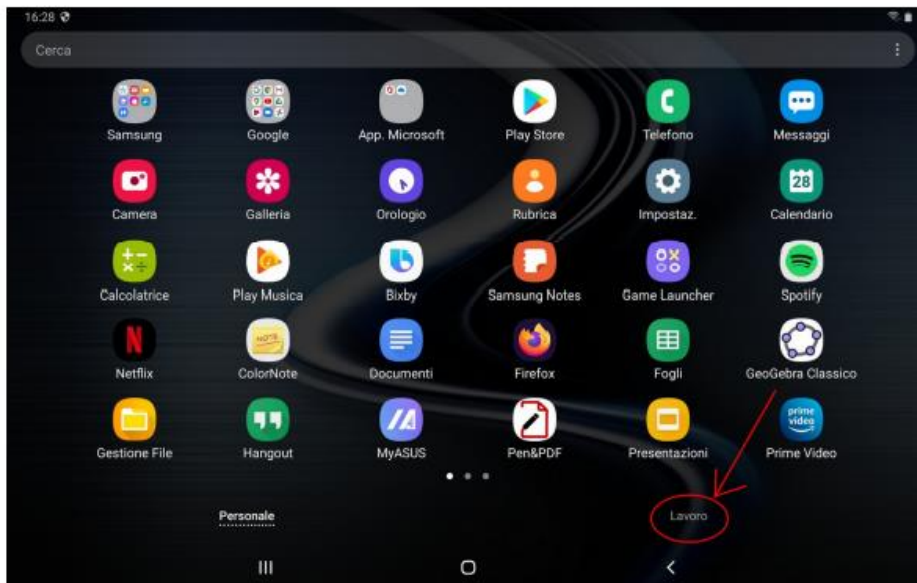 16:28
Cerca
Samsung Google App. Microsoft Play Store Telefono Messaggi
28
Camera Galleria Orologio Rubrica Impostaz. Calendario
Calcolatrice Play Musica Bixby Samsung Notes Game Launcher Spotify
N NOTE
Netflix ColorNote Documenti Firefox Fogli GeoGebra Classico
prime
video
Gestione File Hangout MyASUS Pen&PDF Presentazioni Prime Video
Personale Lavoro